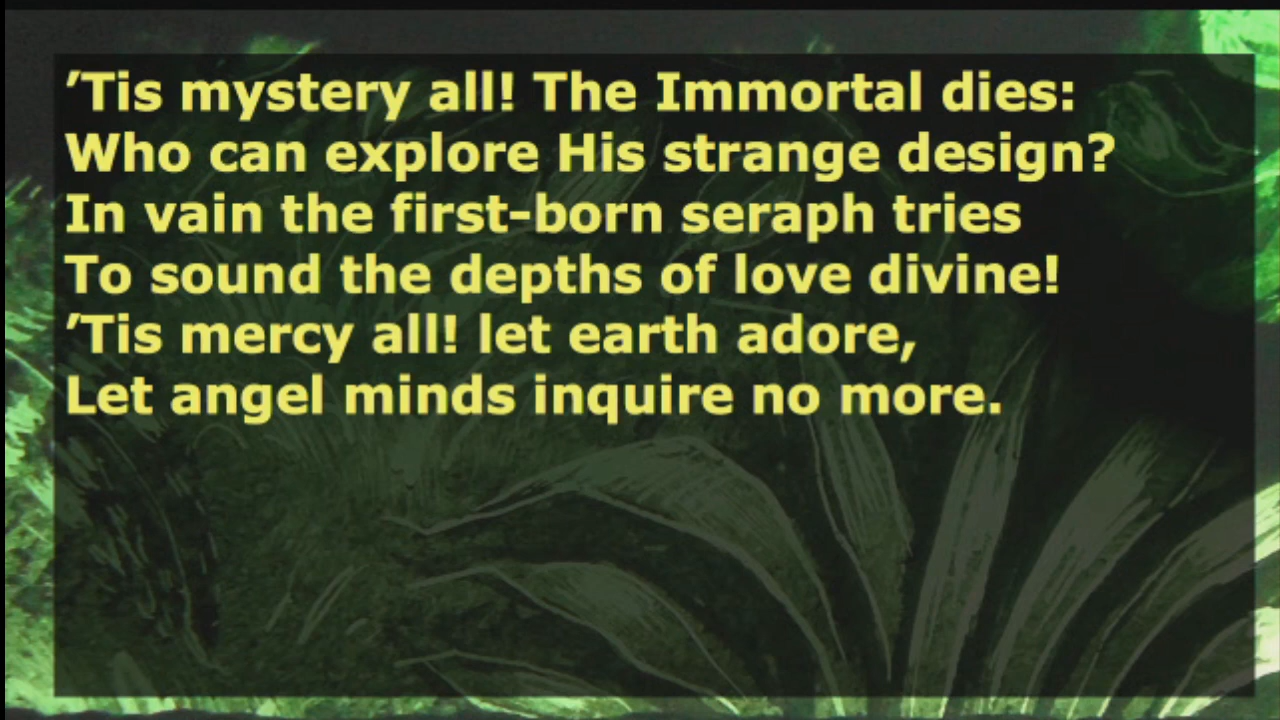 ’Tis mystery all! The Immortal dies:
Who can explore His strange design?
In vain the first-born seraph tries
To sound the depths of love divine!
’Tis mercy all! let earth adore,
Let angel minds inquire no more.